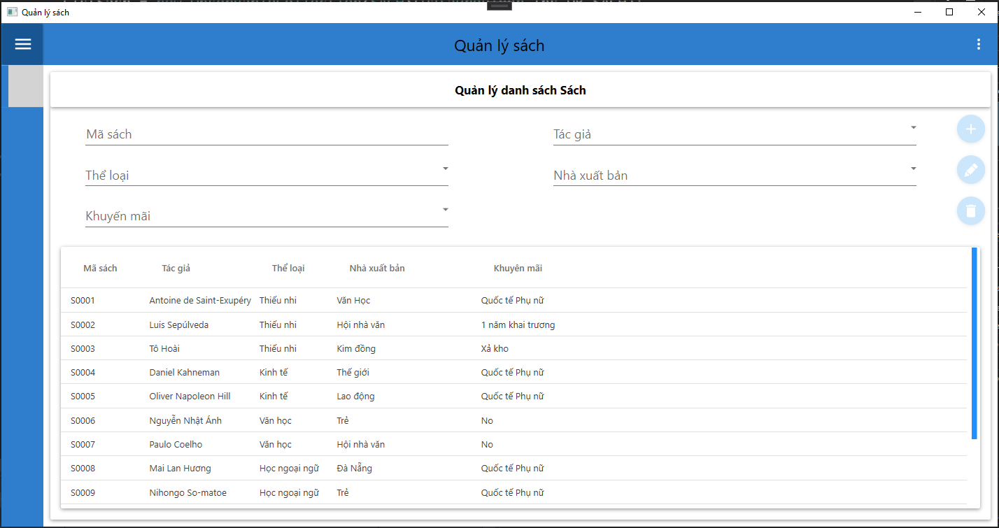 Quản lý sách
Quản lý sách
Quản lý danh sách Sách
Mã sách
Tác giả
Thể loại
Nhà xuất bản
Khuyến mãi
Mã sách Tác giả Thể loại Nhà xuất bản Khuyên mãi
S0001 Antoine de Saint-Exupéry Thiếu nhi Văn Học Quốc tế Phụ nữ
S0002 Luis Sepúlveda Thiếu nhi Hội nhà văn 1 năm khai trương
S0003 Tô Hoài Thiếu nhi Kim đồng Xả kho
S0004 Daniel Kahneman Kinh tế Thế giới Quốc tế Phụ nữ
S0005 Oliver Napoleon Hill Kinh tế Lao động Quốc tế Phụ nữ
S0006 Nguyễn Nhật Ánh Văn học Trẻ No
S0007 Paulo Coelho Văn học Hội nhà văn No
S0008 Mai Lan Hương Học ngoại ngữ Đà Nẵng Quốc tế Phụ nữ
S0009 Nihongo So-matoe Học ngoại ngữ Trẻ Quốc tế Phụ nữ